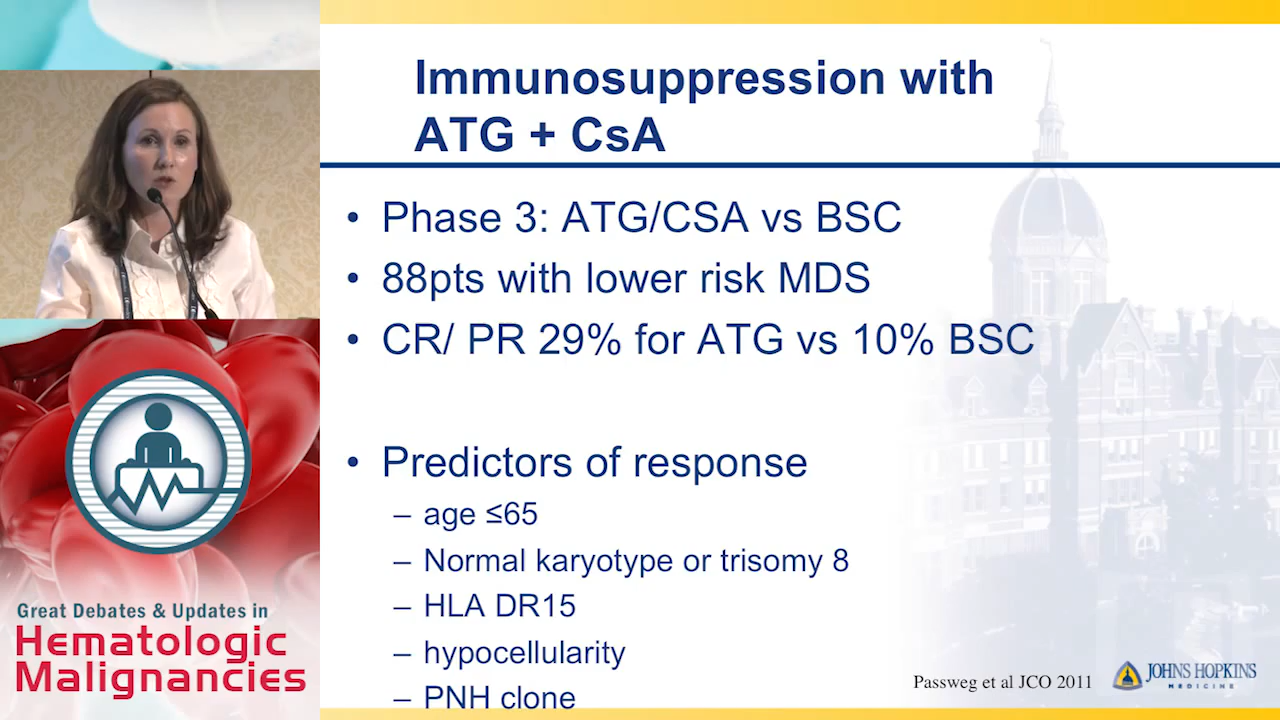 Immunosuppression with
ATG + CsA
• Phase 3: ATG/CSA vs BSC
• 88pts with lower risk MDS
• CR/ PR 29% for ATG vs 10% BSC
• Predictors of response
– age ≤65
– Normal karyotype or trisomy 8
– HLA DR15
– hypocellularity
– PNH clone
Passweg et al JCO 2011
JOHNS HOPKINS
MEDICINE
Great Debates & Updates in
Hematologic
Malignancies